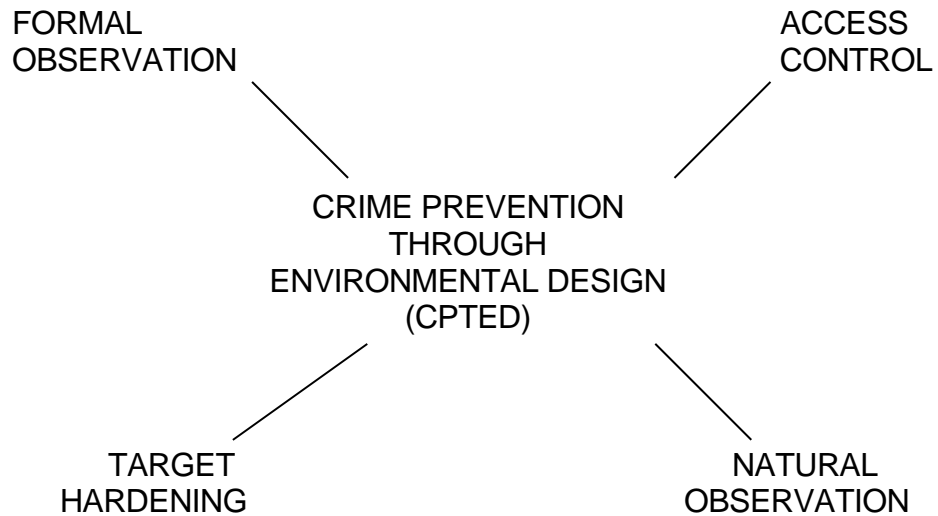 FORMAL
OBSERVATION
ACCESS
CONTROL
CRIME PREVENTION
THROUGH
ENVIRONMENTAL DESIGN
(CPTED)
TARGET
HARDENING
NATURAL
OBSERVATION